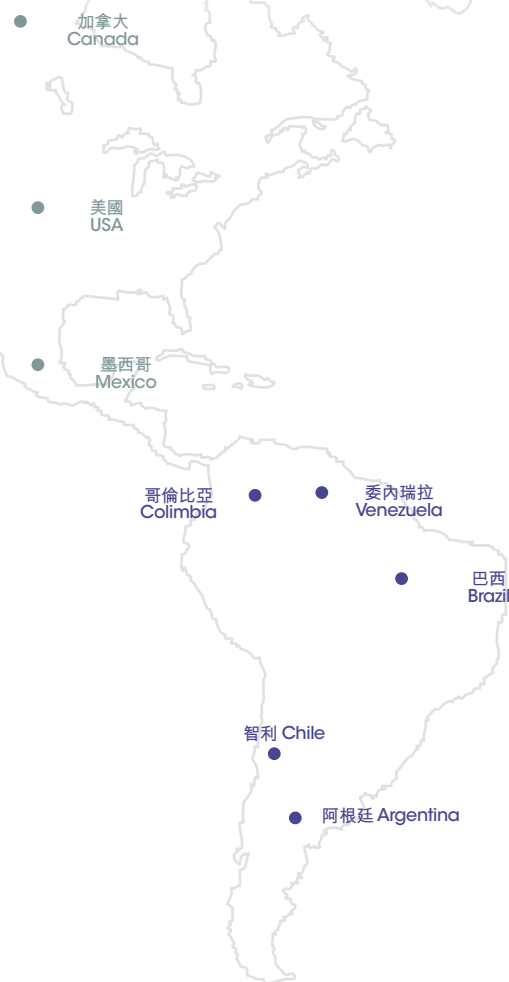 加拿大
Canada
美國
USA
墨西哥
Mexico
哥倫比亞
Colimbia
委內瑞拉
Venezuela
巴西
Brazil
智利 Chile
阿根廷 Argentina